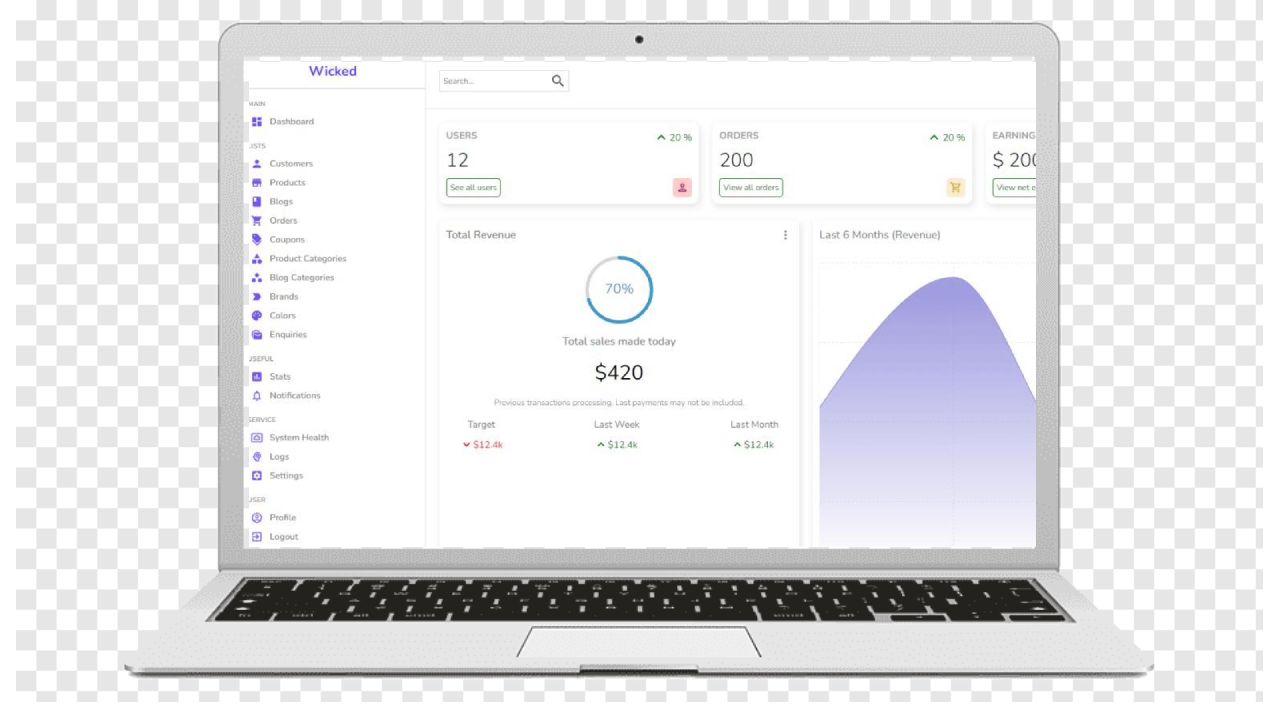 Wicked
Search...
MAIN
Dashboard
LISTS
Customers
Products
Blogs
Orders
Coupons
Product Categories
Blog Categories
Brands
Colors
Enquiries
USEFUL
Stats
Notifications
SERVICE
System Health
Logs
Settings
USER
Profile
Logout
USERS
20 %
12
See all users
ORDERS
20 %
200
View all orders
EARNING
$ 200
View net e
Total Revenue
70%
Total sales made today
$420
Previous transactions processing. Last payments may not be included.
Target Last Week Last Month
$12.4k $12.4k $12.4k
Last 6 Months (Revenue)